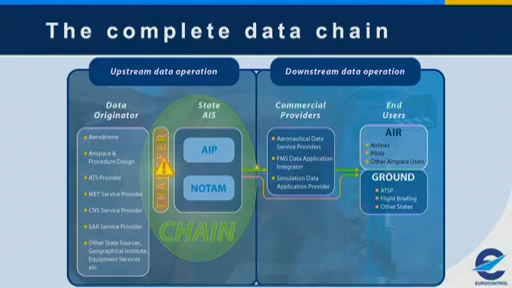 The complete data chain
Upstream data operation
Downstream data operation
Data
Originator
State
AIS
Commercial
Providers
End
Users
Aerodrome
Airspace &
Procedure Design
ATS Provider
MET Service Provider
CNS Service Provider
SAR Service Provider
Other State Sources,
Geographical Institute,
Equipment Services
etc.
TRANSFER
AIP
NOTAM
CHAIN
Aeronautical Data
Service Providers
FMS Data Application
Integrator
Simulation Data
Application Provider
AIR
Airlines
Pilots
Other Airspace Users
GROUND
ATSP
Flight Briefing
Other States
EUROCONTROL